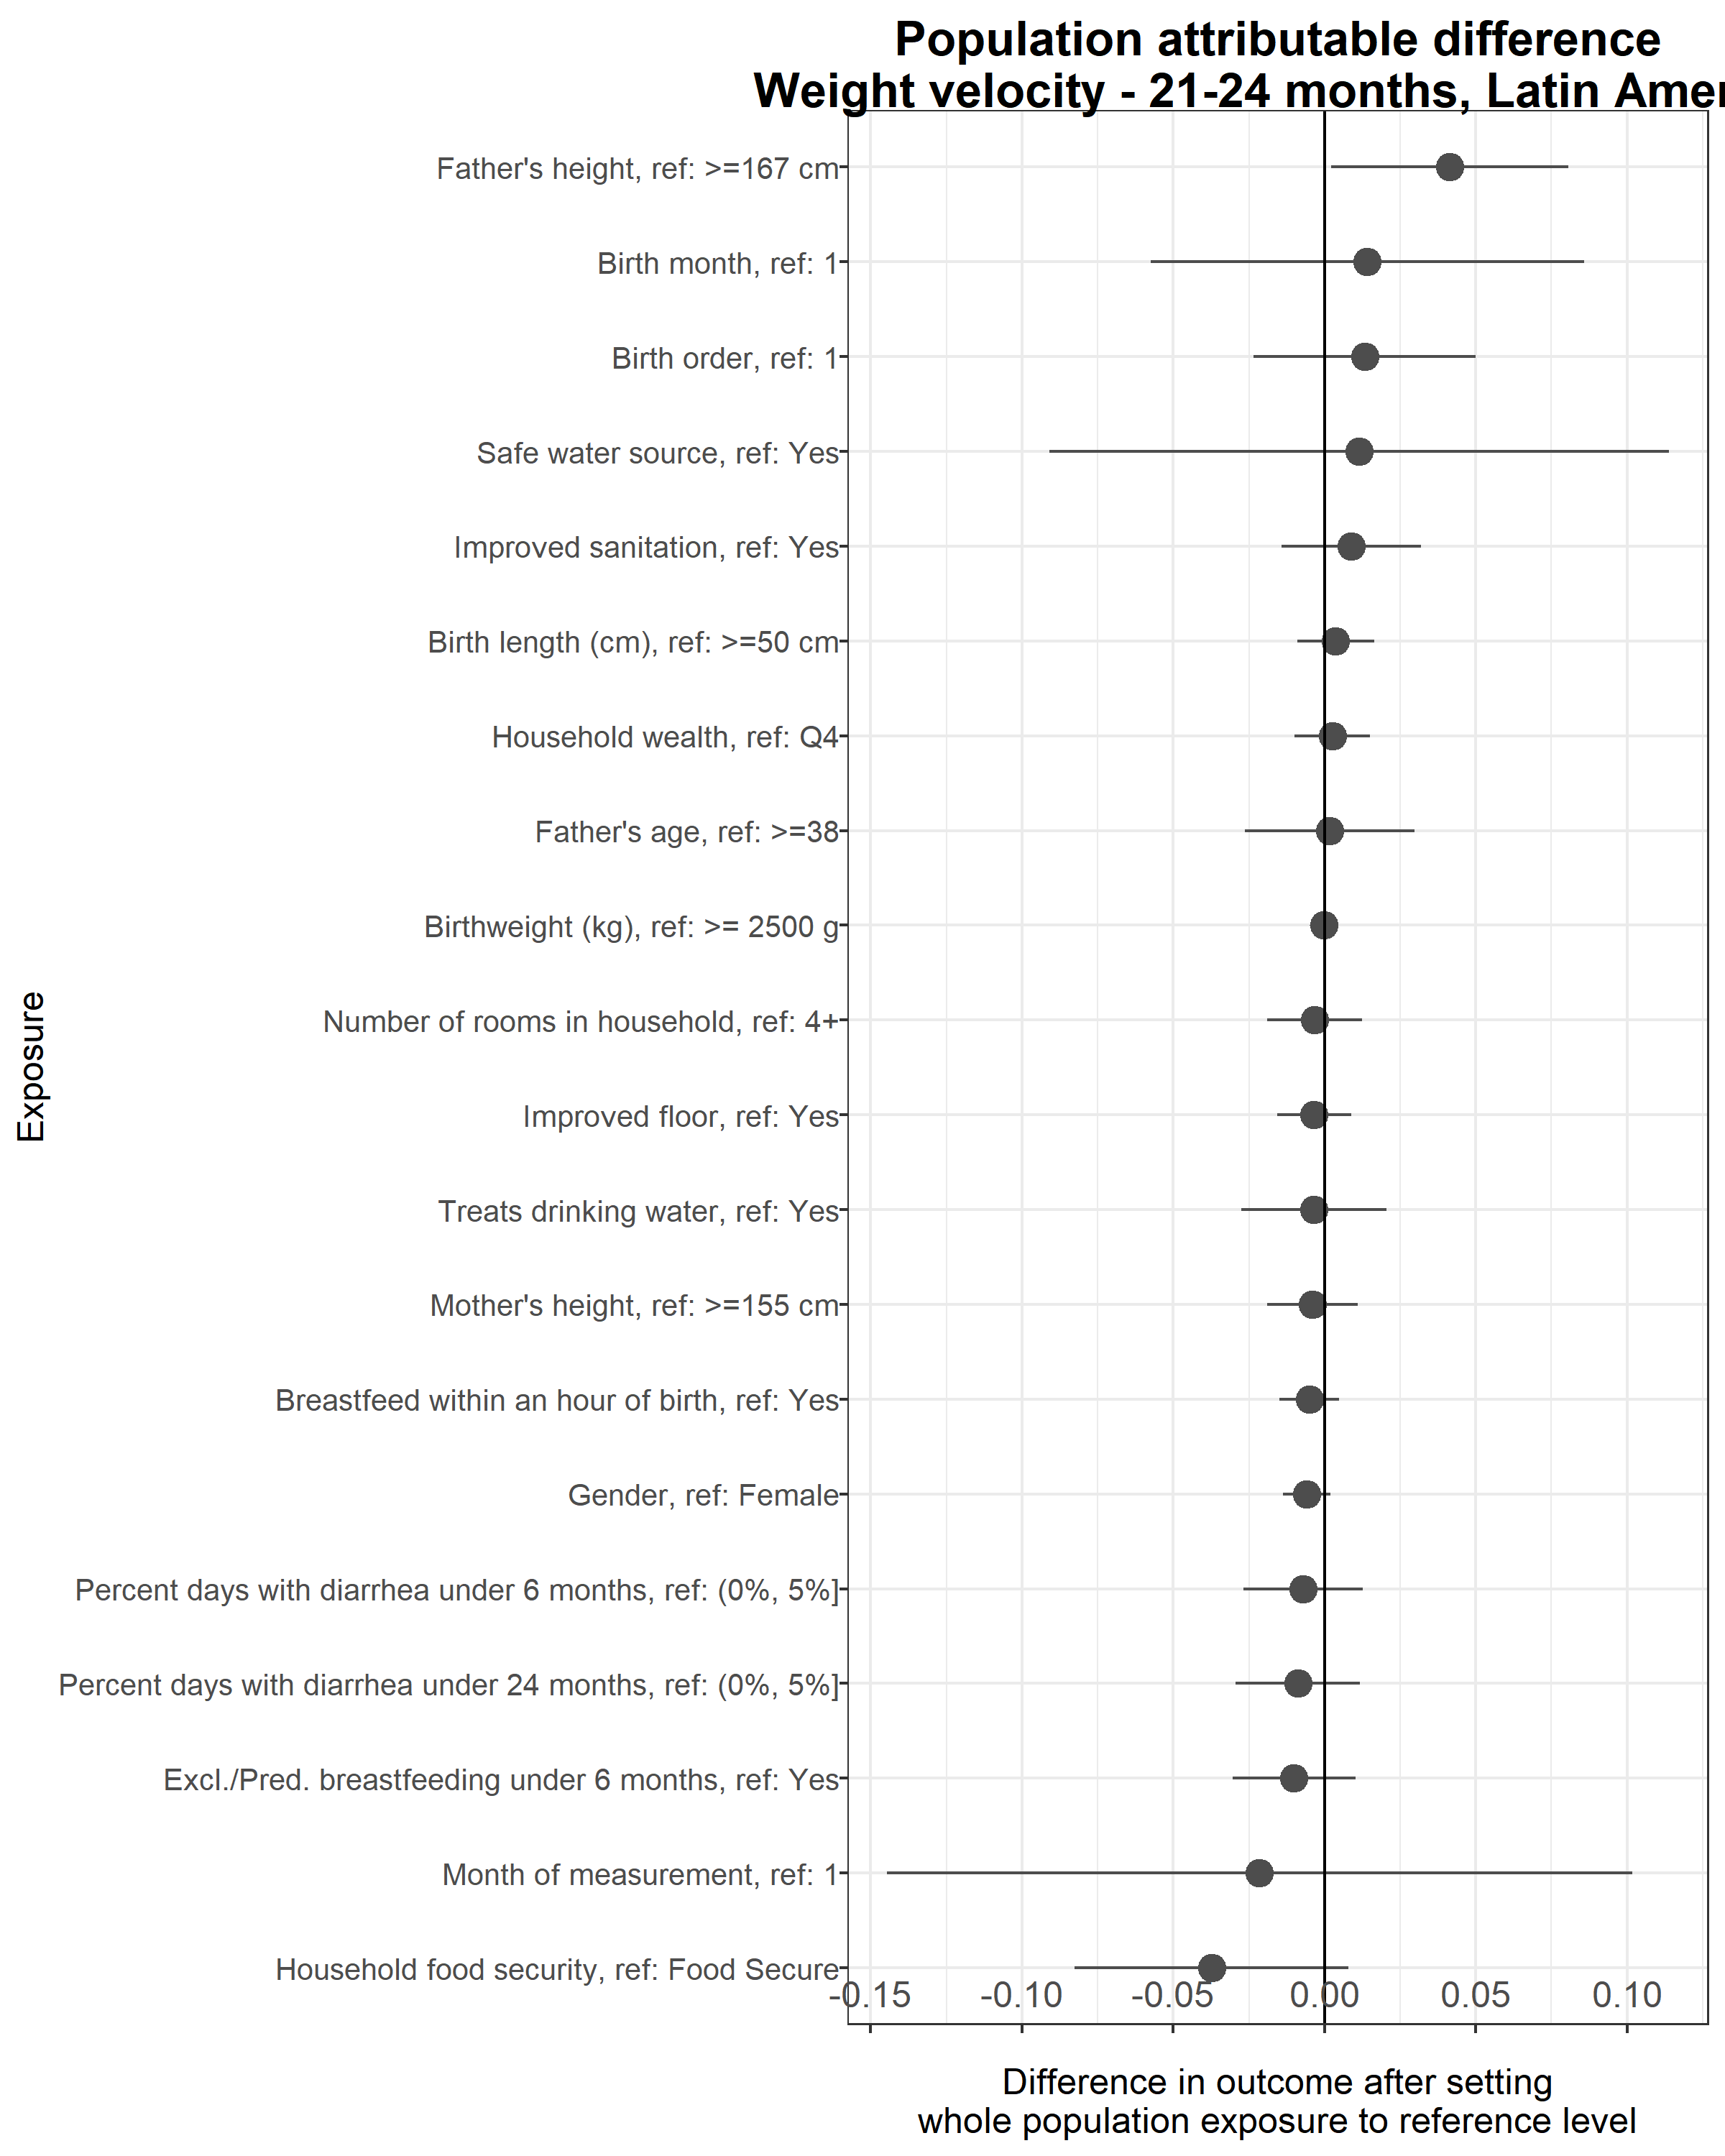 Population attributable difference
Weight velocity - 21-24 months, Latin Amer
Father's height, ref: >=167 cm
Birth month, ref: 1
Birth order, ref: 1
Safe water source, ref: Yes
Improved sanitation, ref: Yes
Birth length (cm), ref: >=50 cm
Household wealth, ref: Q4
Father's age, ref: >=38
Birthweight (kg), ref: >= 2500 g
Number of rooms in household, ref: 4+
Improved floor, ref: Yes
Treats drinking water, ref: Yes
Mother's height, ref: >=155 cm
Breastfeed within an hour of birth, ref: Yes
Gender, ref: Female
Percent days with diarrhea under 6 months, ref: (0%, 5%]
Percent days with diarrhea under 24 months, ref: (0%, 5%]
Excl./Pred. breastfeeding under 6 months, ref: Yes
Month of measurement, ref: 1
Household food security, ref: Food Secure
Exposure
-0.15 -0.10 -0.05 0.00 0.05 0.10
Difference in outcome after setting
whole population exposure to reference level